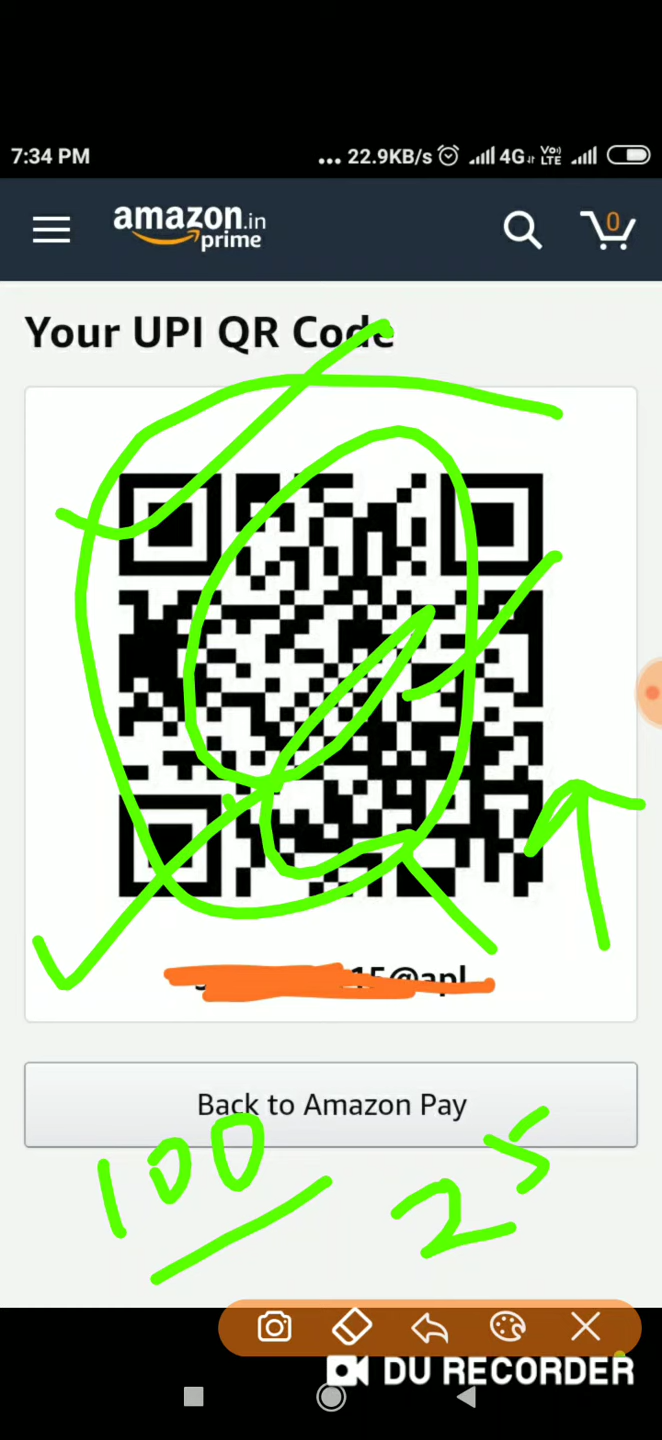 7:34 PM ... 22.9KB/s 4G Vo)) LTE
amazon.in
prime
0
Your UPI QR Code
15@apl
Back to Amazon Pay
100 25
DU RECORDER